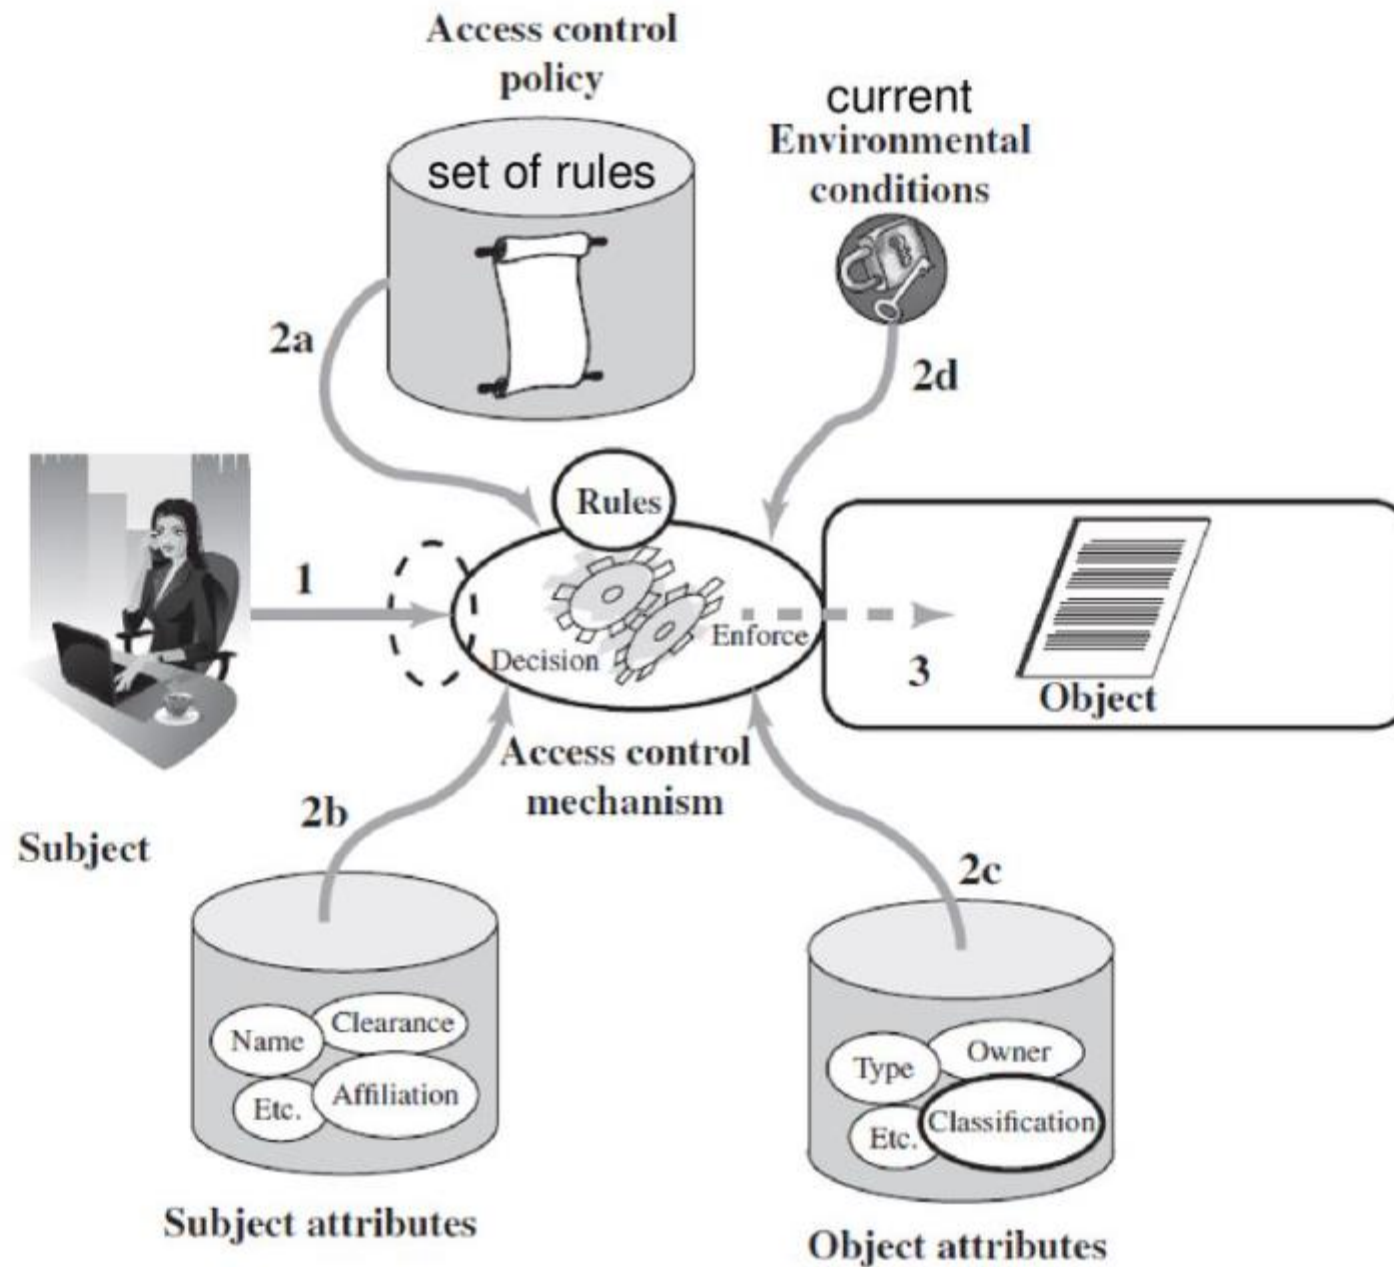 Access control
policy
set of rules
current
Environmental
conditions
2a
2d
Rules
1
Decision
Enforce
3
Object
Access control
mechanism
Subject
2b
2c
Name
Clearance
Etc.
Affiliation
Type
Owner
Etc.
Classification
Subject attributes
Object attributes